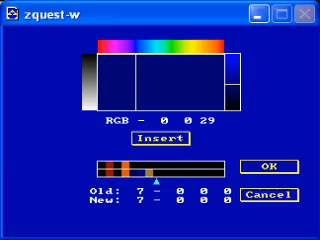 zquest-w
RGB - 0 0 29
Insert
OK
Old: 7 - 0 0 0
New: 7 - 0 0 0
Cancel